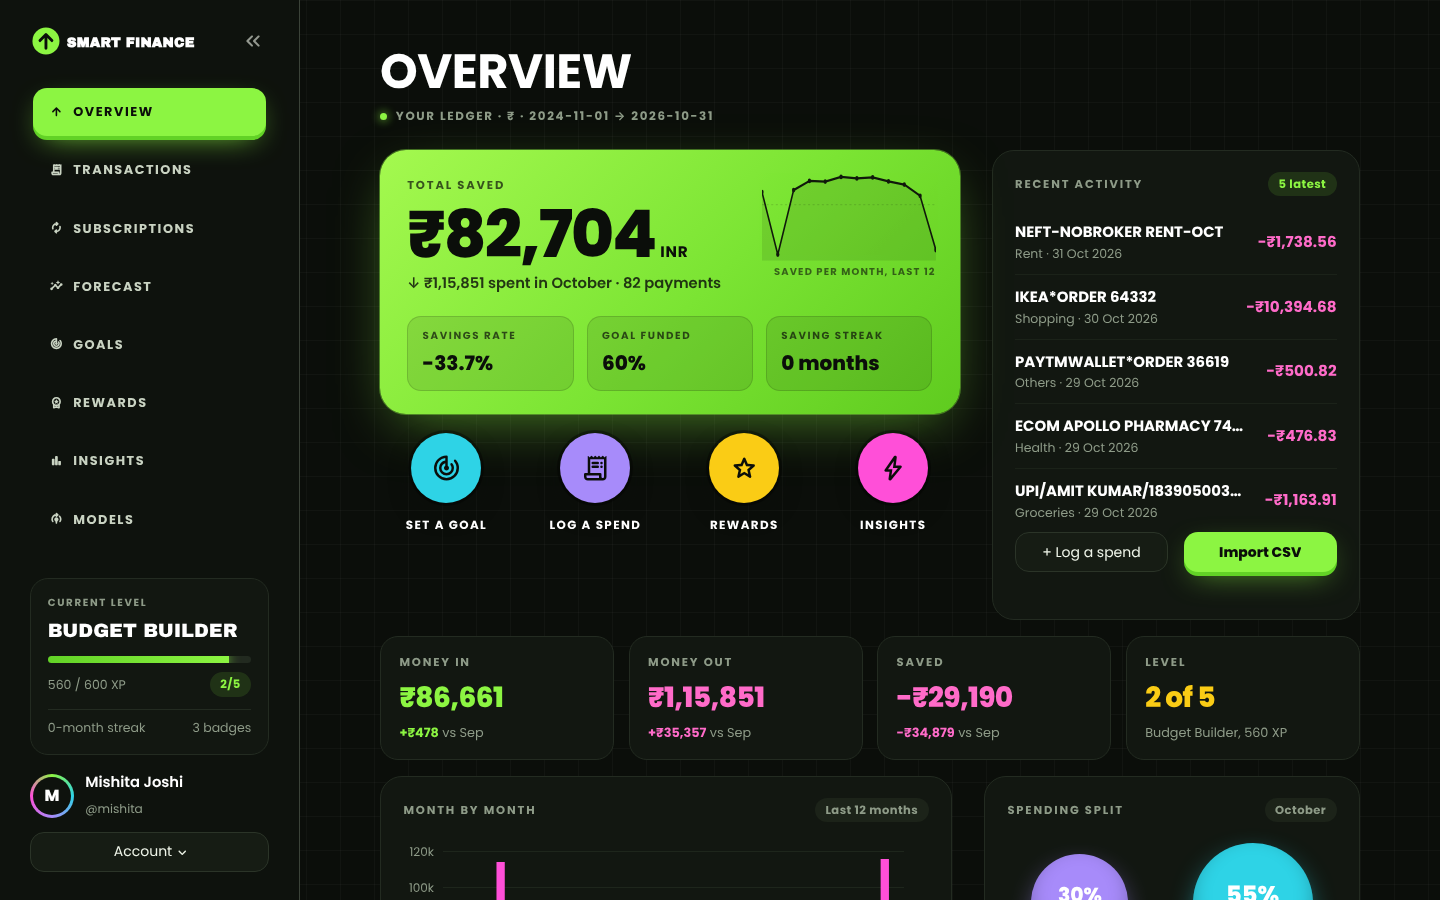 SMART FINANCE
OVERVIEW
TRANSACTIONS
SUBSCRIPTIONS
FORECAST
GOALS
REWARDS
INSIGHTS
MODELS
CURRENT LEVEL
BUDGET BUILDER
560 / 600 XP
2/5
0-month streak
3 badges
M
Mishita Joshi
@mishita
Account
OVERVIEW
YOUR LEDGER · ₹ · 2024-11-01 → 2026-10-31
TOTAL SAVED
₹82,704 INR
↓ ₹1,15,851 spent in October · 82 payments
SAVED PER MONTH, LAST 12
SAVINGS RATE
-33.7%
GOAL FUNDED
60%
SAVING STREAK
0 months
SET A GOAL
LOG A SPEND
REWARDS
INSIGHTS
RECENT ACTIVITY
5 latest
NEFT-NOBROKER RENT-OCT
Rent · 31 Oct 2026
-₹1,738.56
IKEA*ORDER 64332
Shopping · 30 Oct 2026
-₹10,394.68
PAYTMWALLET*ORDER 36619
Others · 29 Oct 2026
-₹500.82
ECOM APOLLO PHARMACY 74...
Health · 29 Oct 2026
-₹476.83
UPI/AMIT KUMAR/183905003...
Groceries · 29 Oct 2026
-₹1,163.91
+ Log a spend
Import CSV
MONEY IN
₹86,661
+₹478 vs Sep
MONEY OUT
₹1,15,851
+₹35,357 vs Sep
SAVED
-₹29,190
-₹34,879 vs Sep
LEVEL
2 of 5
Budget Builder, 560 XP
MONTH BY MONTH
Last 12 months
120k
100k
SPENDING SPLIT
October
30%
55%